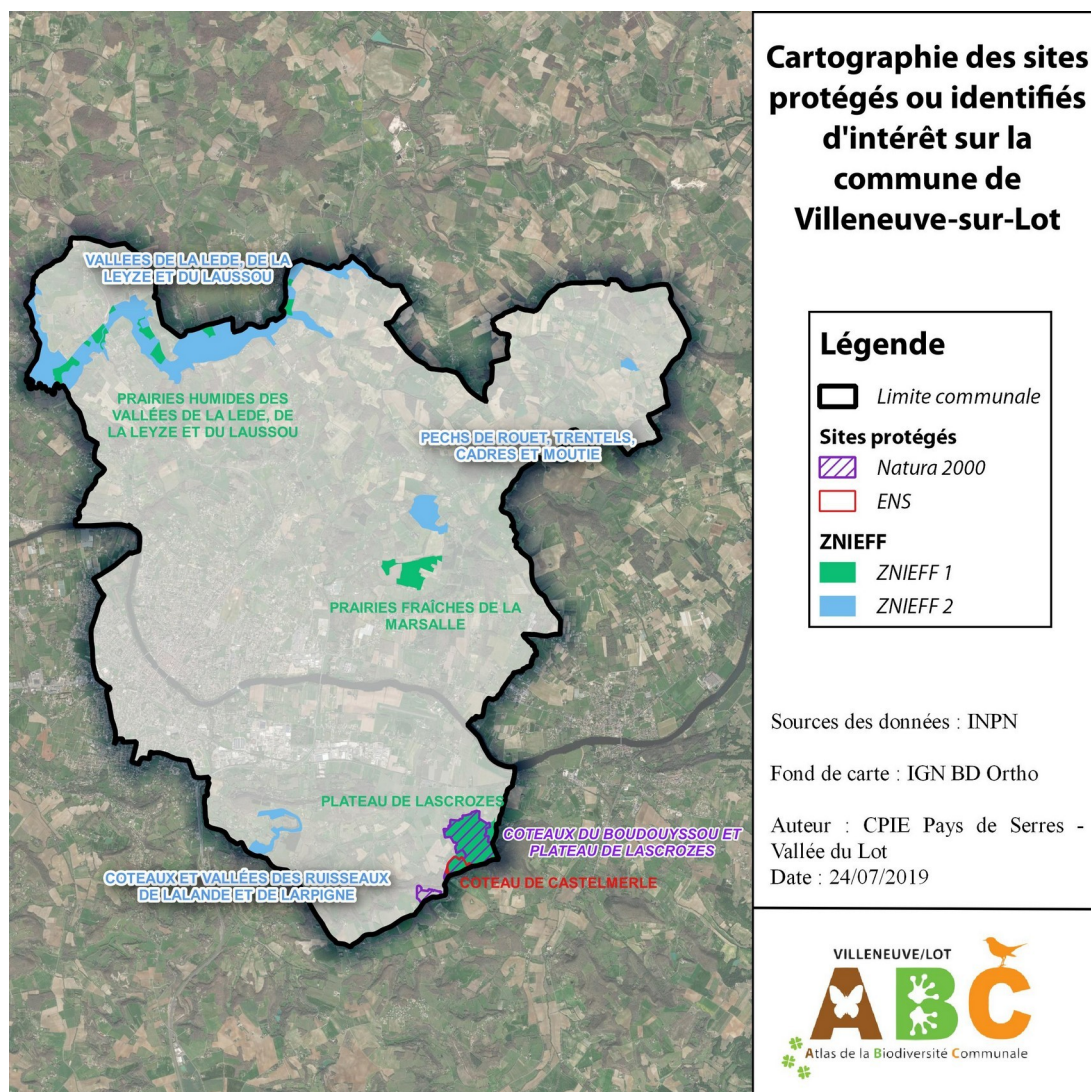 Cartographie des sites
protégés ou identifiés
d'intérêt sur la
commune de
Villeneuve-sur-Lot
VALLEES DE LA LEDE, DE LA
LEYZE ET DU LAUSSOU
PRAIRIES HUMIDES DES
VALLÉES DE LA LEDE, DE
LA LEYZE ET DU LAUSSOU
PECHS DE ROUET, TRENTELS,
CADRES ET MOUTIE
PRAIRIES FRAÎCHES DE LA
MARSALLE
PLATEAU DE LASCROZES
COTEAUX DU BOUDOUYSSOU ET
PLATEAU DE LASCROZES
COTEAU DE CASTELMERLE
COTEAUX ET VALLÉES DES RUISSEAUX
DE LALANDE ET DE LARPIGNE
Légende
Limite communale
Sites protégés
Natura 2000
ENS
ZNIEFF
ZNIEFF 1
ZNIEFF 2
Sources des données : INPN
Fond de carte : IGN BD Ortho
Auteur : CPIE Pays de Serres -
Vallée du Lot
Date : 24/07/2019
VILLENEUVE/LOT
ABC
Atlas de la Biodiversité Communale